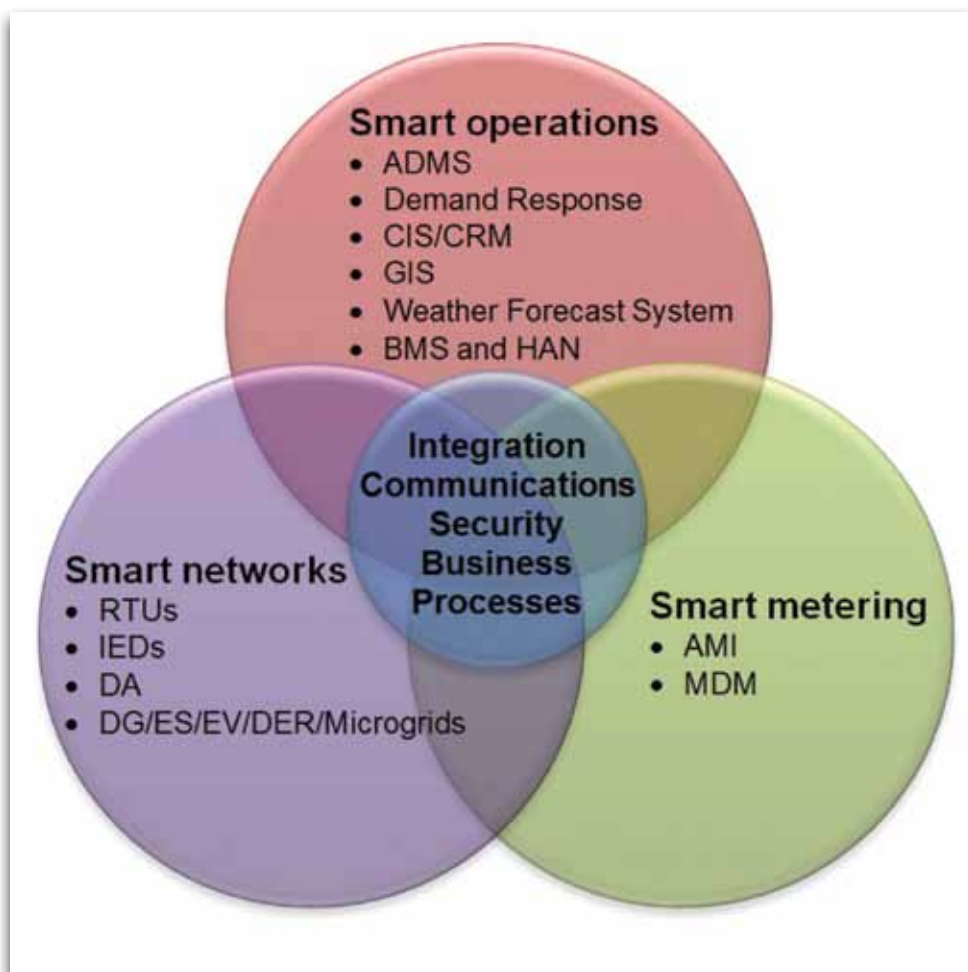 Smart operations
• ADMS
• Demand Response
• CIS/CRM
• GIS
• Weather Forecast System
• BMS and HAN
Integration
Communications
Security
Business
Processes
Smart networks
• RTUs
• IEDs
• DA
• DG/ES/EV/DER/Microgrids
Smart metering
• AMI
• MDM